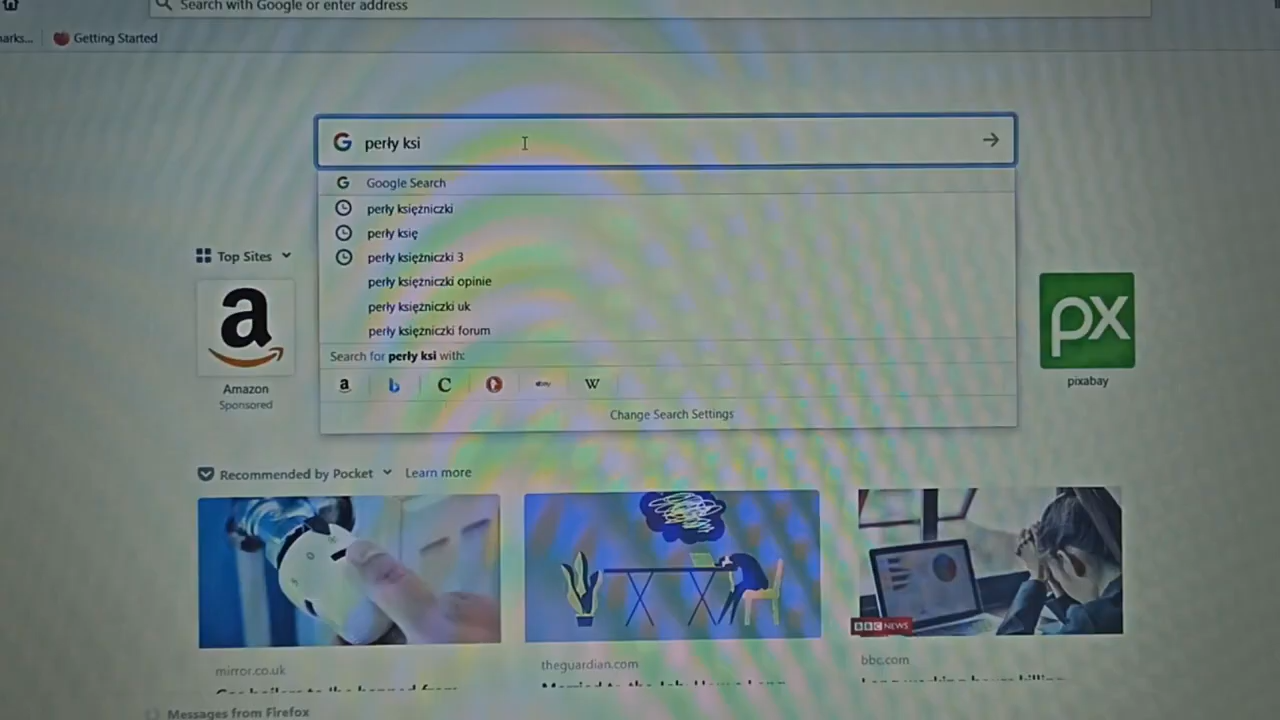 Search with Google or enter address
arks...
Getting Started
perły ksi
Google Search
perły księżniczki
perły księ
perły księżniczki 3
perły księżniczki opinie
perły księżniczki uk
perły księżniczki forum
Search for perły ksi with:
Change Search Settings
Top Sites
Amazon
Sponsored
px
pixabay
Recommended by Pocket
Learn more
BBC NEWS
mirror.co.uk
theguardian.com
bbc.com
Messages from Firefox